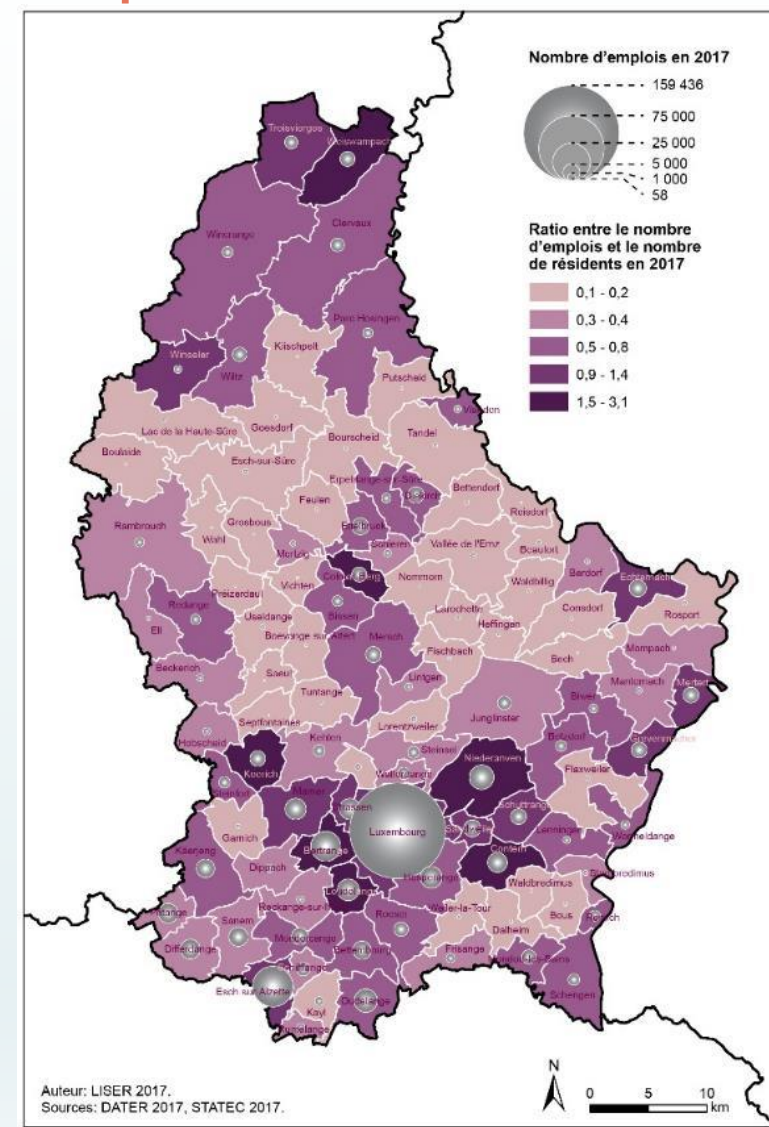 Nombre d'emplois en 2017
159 436
75 000
25 000
5 000
1 000
58
Ratio entre le nombre
d'emplois et le nombre
de résidents en 2017
0,1 - 0,2
0,3 - 0,4
0,5 - 0,8
0,9 - 1,4
1,5 - 3,1
Troisvierges
Weiswampach
Wincrange
Clervaux
Parc Hosingen
Kiischpelt
Winseler
Wiltz
Putscheid
Vianden
Lac de la Haute-Sûre
Goesdorf
Bourscheid
Tandel
Boulaide
Esch-sur-Sûre
Erpeldange-sur-Sûre
Diekirch
Bettendorf
Reisdorf
Feulen
Rambrouch
Wahl
Grosbous
Ettelbruck
Mertzig
Schieren
Vallée de l'Ernz
Beaufort
Berdorf
Echternach
Colmar-Berg
Nommern
Waldbillig
Vichten
Preizerdaul
Redange
Bissen
Consdorf
Rosport
Useldange
Larochette
Heffingen
Ell
Boevange sur Attert
Mersch
Fischbach
Bech
Mompach
Beckerich
Saeul
Lintgen
Manternach
Mertert
Tuntange
Junglinster
Biwer
Septfontaines
Lorentzweiler
Hobscheid
Kehlen
Steinsel
Betzdorf
Grevenmacher
Koerich
Walferdange
Niederanven
Flaxweiler
Steinfort
Mamer
Strassen
Schuttrange
Garnich
Luxembourg
Sandweiler
Lenningen
Wormeldange
Bertrange
Contern
Käerjeng
Dippach
Hesperange
Stadtbredimus
Leudelange
Waldbredimus
Reckange-sur-M
Weiler-la-Tour
Bous
Pétange
Sanem
Roeser
Dalheim
Remich
Mondercange
Differdange
Bettembourg
Frisange
Mondorf-les-Bains
Schifflange
Schengen
Esch sur Alzette
Kayl
Dudelange
Rumelange
Auteur: LISER 2017.
Sources: DATER 2017, STATEC 2017.
N
0 5 10
km